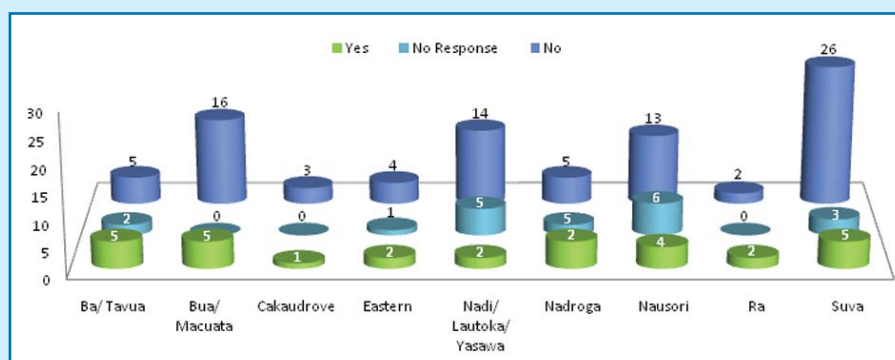 Yes No Response No
26
16
14
13
5
3
4
5
2
30
25
20
15
10
5
0
2
0
0
1
5
5
6
0
3
5
5
1
2
2
2
4
2
5
Ba/ Tavua
Bua/
Macuata
Cakaudrove
Eastern
Nadi/
Lautoka/
Yasawa
Nadroga
Nausori
Ra
Suva